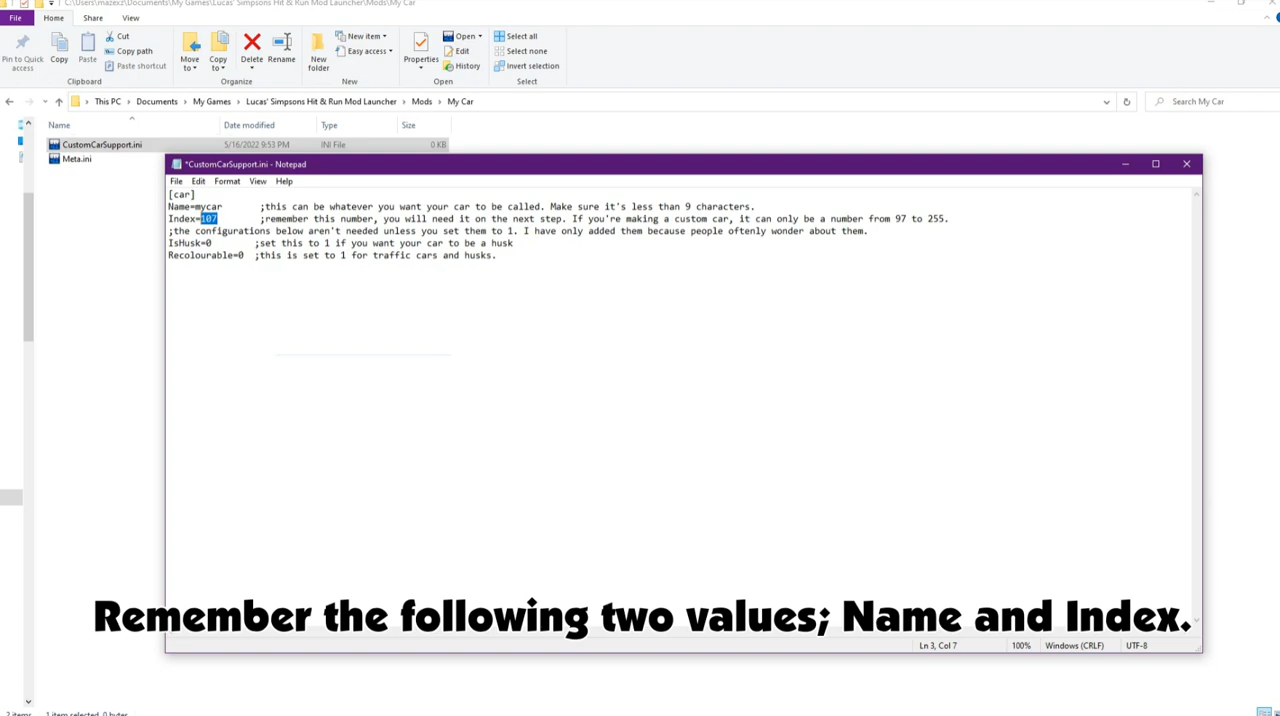 C:\Users\mazexz\Documents\My Games\Lucas' Simpsons Hit & Run Mod Launcher\Mods\My Car
File Home Share View
Pin to Quick access
Copy
Paste
Cut
Copy path
Paste shortcut
Clipboard
Move to
Copy to
Delete
Rename
Organize
New folder
New item
Easy access
New
Properties
Open
Edit
History
Open
Select all
Select none
Invert selection
Select
This PC > Documents > My Games > Lucas' Simpsons Hit & Run Mod Launcher > Mods > My Car
Search My Car
Name Date modified Type Size
CustomCarSupport.ini 5/16/2022 9:53 PM INI File 0 KB
Meta.ini
*CustomCarSupport.ini - Notepad
File Edit Format View Help
[car]
Name=mycar ;this can be whatever you want your car to be called. Make sure it's less than 9 characters.
Index=107 ;remember this number, you will need it on the next step. If you're making a custom car, it can only be a number from 97 to 255.
;the configurations below aren't needed unless you set them to 1. I have only added them because people oftenly wonder about them.
IsHusk=0 ;set this to 1 if you want your car to be a husk
Recolourable=0 ;this is set to 1 for traffic cars and husks.
Remember the following two values; Name and Index.
Ln 3, Col 7 100% Windows (CRLF) UTF-8
2 items 1 item selected, 0 bytes